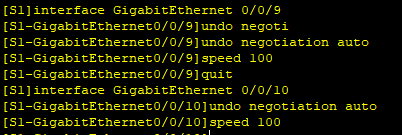 [S1]interface GigabitEthernet 0/0/9
[S1-GigabitEthernet0/0/9]undo negoti
[S1-GigabitEthernet0/0/9]undo negotiation auto
[S1-GigabitEthernet0/0/9]speed 100
[S1-GigabitEthernet0/0/9]quit
[S1]interface GigabitEthernet 0/0/10
[S1-GigabitEthernet0/0/10]undo negotiation auto
[S1-GigabitEthernet0/0/10]speed 100